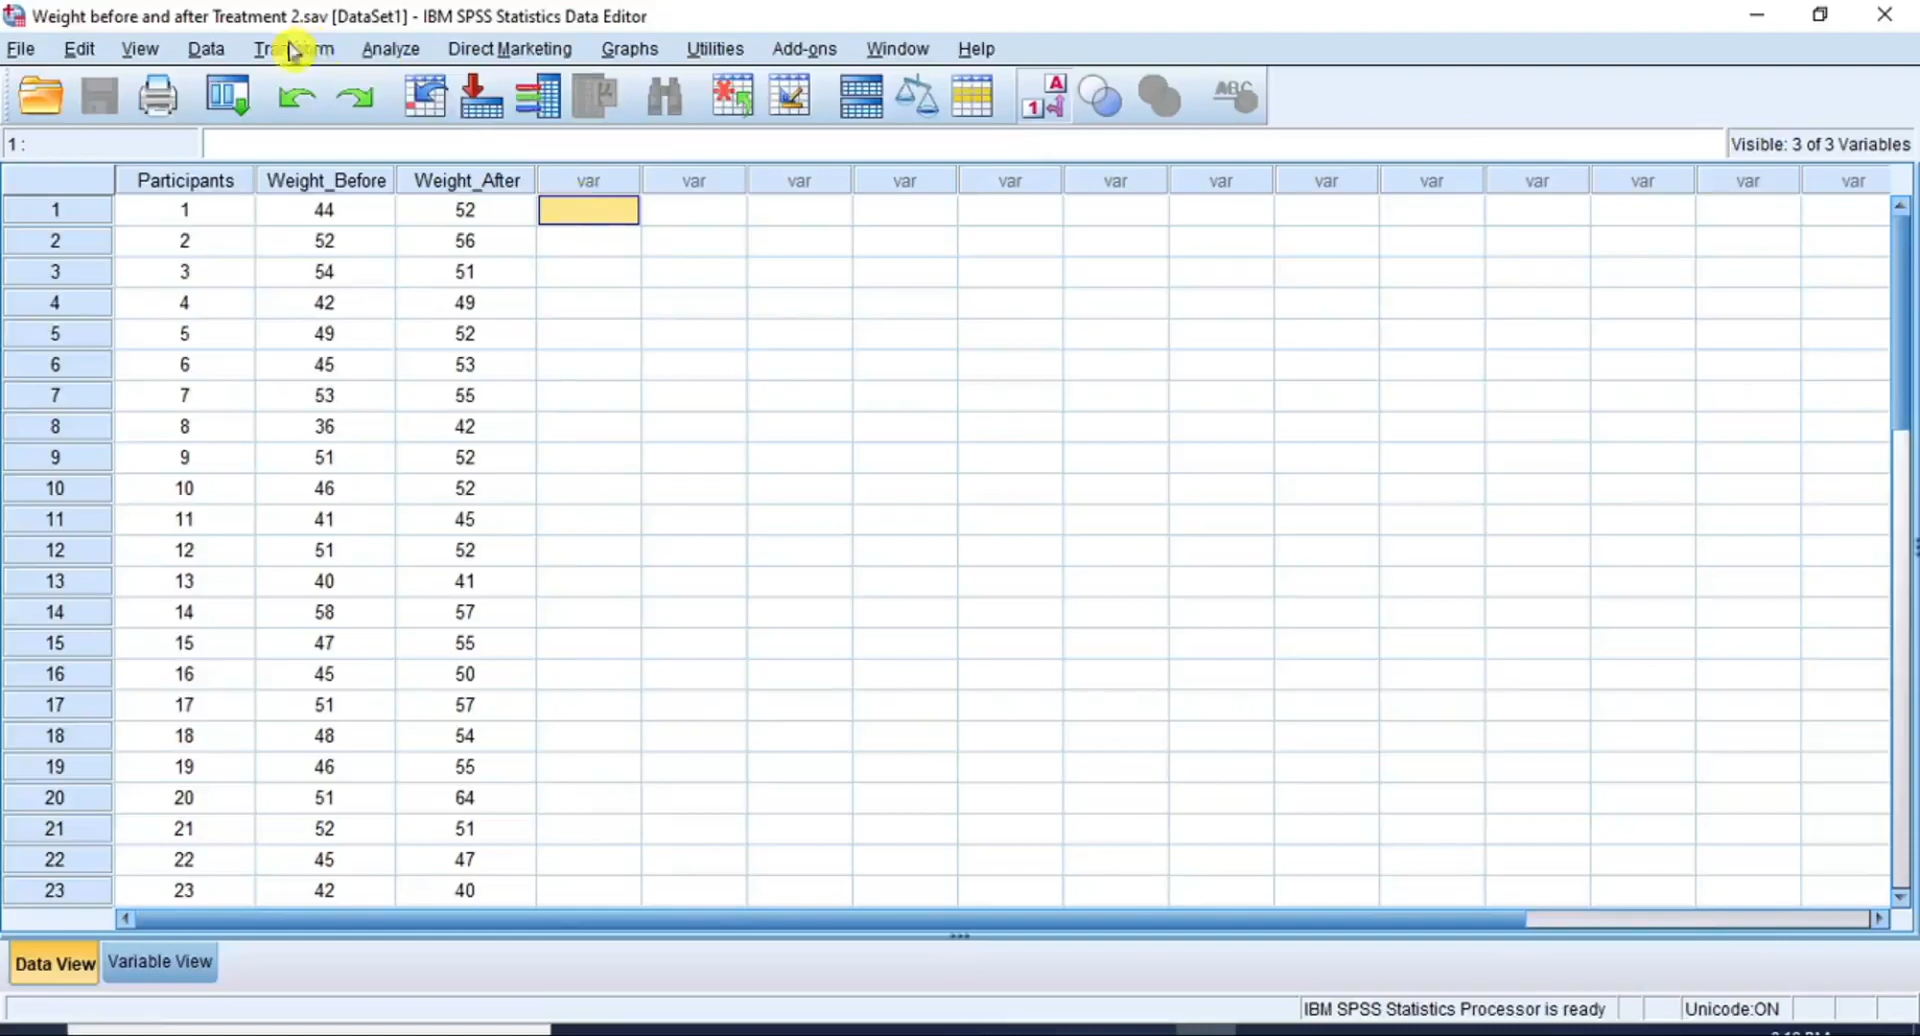 Weight before and after Treatment 2.sav [DataSet1] - IBM SPSS Statistics Data Editor
File Edit View Data Transform Analyze Direct Marketing Graphs Utilities Add-ons Window Help
A
1
ABC
1 : Visible: 3 of 3 Variables
Participants Weight_Before Weight_After var var var var var var var var var var var var var
1 1 44 52
2 2 52 56
3 3 54 51
4 4 42 49
5 5 49 52
6 6 45 53
7 7 53 55
8 8 36 42
9 9 51 52
10 10 46 52
11 11 41 45
12 12 51 52
13 13 40 41
14 14 58 57
15 15 47 55
16 16 45 50
17 17 51 57
18 18 48 54
19 19 46 55
20 20 51 64
21 21 52 51
22 22 45 47
23 23 42 40
Data View Variable View
IBM SPSS Statistics Processor is ready Unicode:ON